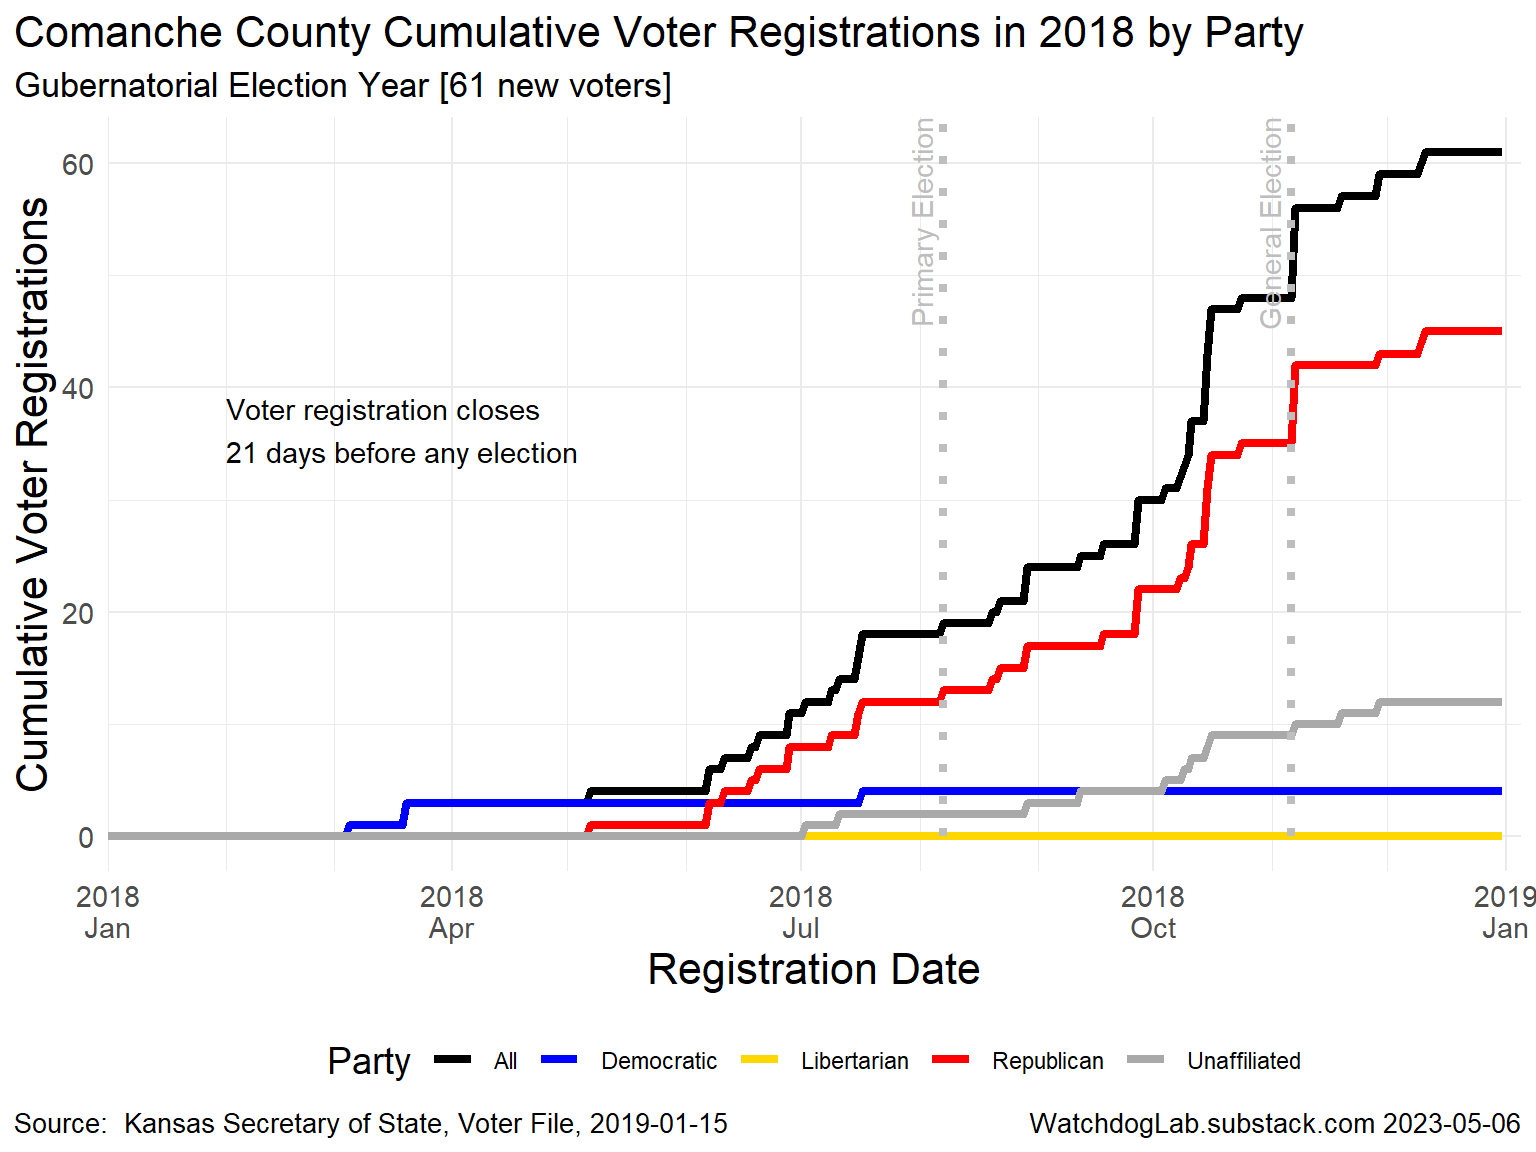 Comanche County Cumulative Voter Registrations in 2018 by Party
Gubernatorial Election Year [61 new voters]
Cumulative Voter Registrations
60
40
20
0
Primary Election
General Election
Voter registration closes
21 days before any election
2018
Jan
2018
Apr
2018
Jul
2018
Oct
2019
Jan
Registration Date
Party
All
Democratic
Libertarian
Republican
Unaffiliated
Source:  Kansas Secretary of State, Voter File, 2019-01-15
WatchdogLab.substack.com 2023-05-06